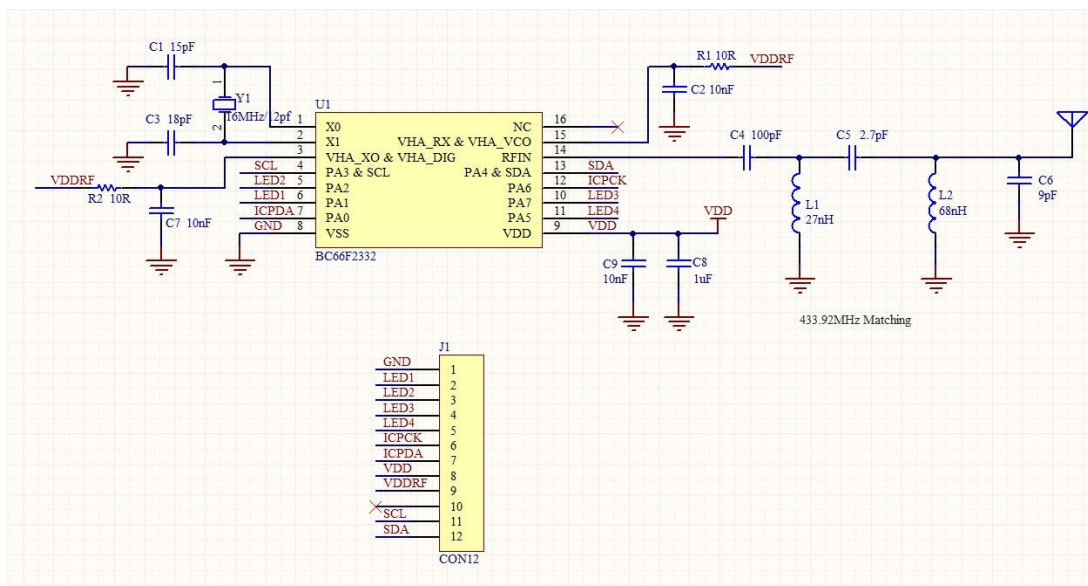 C1 15pF
1
Y1
16MHz/12pf
2
C3 18pF
VDDRF
R2 10R
C7 10nF
U1
1 X0
2 X1
3 VHA_XO & VHA_DIG
SCL 4 PA3 & SCL
LED2 5 PA2
LED1 6 PA1
ICPDA 7 PA0
GND 8 VSS
NC 16
VHA_RX & VHA_VCO 15
RFIN 14
PA4 & SDA 13 SDA
PA6 12 ICPCK
PA7 10 LED3
PA5 11 LED4
VDD 9 VDD
BC66F2332
R1 10R VDDRF
C2 10nF
C4 100pF
C5 2.7pF
L1
27nH
L2
68nH
C6
9pF
VDD
C9
10nF
C8
1uF
433.92MHz Matching
J1
GND 1
LED1 2
LED2 3
LED3 4
LED4 5
ICPCK 6
ICPDA 7
VDD 8
VDDRF 9
10
SCL 11
SDA 12
CON12